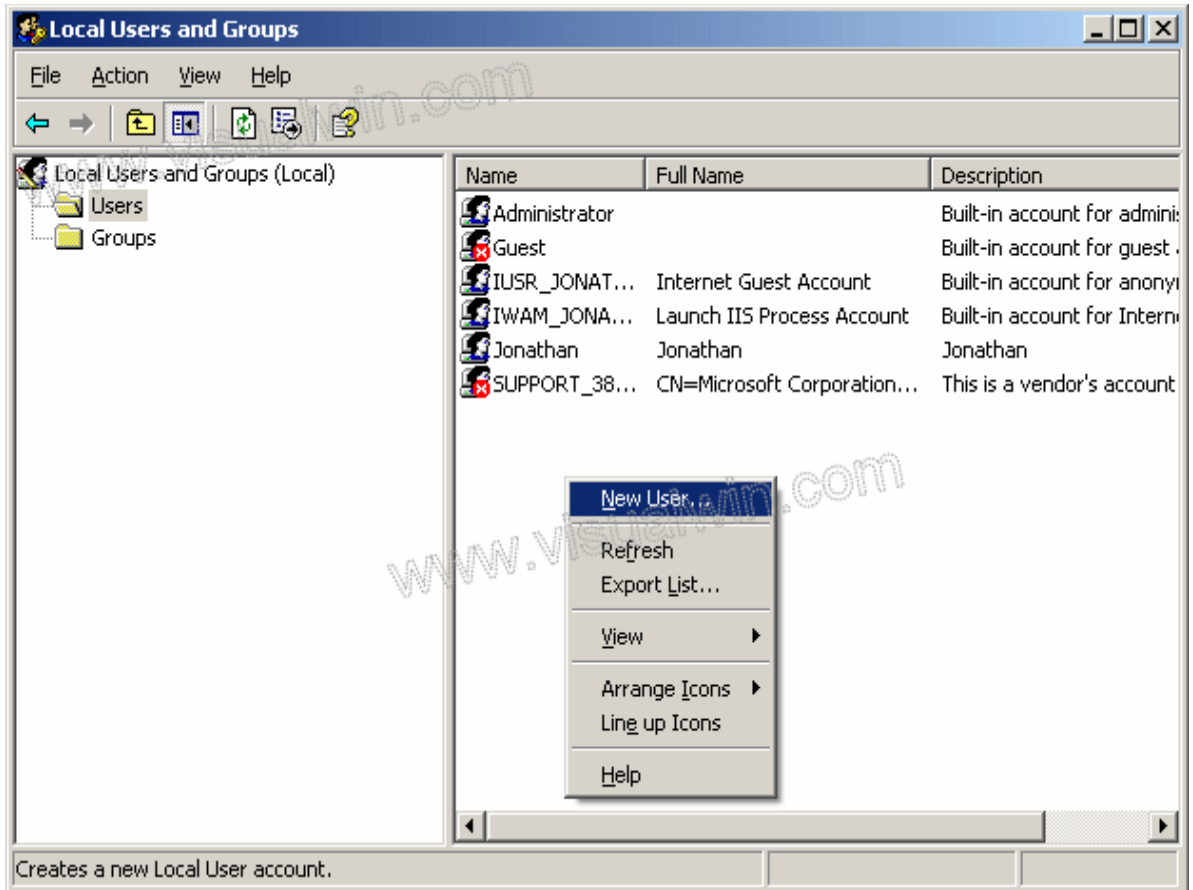 Local Users and Groups
File Action View Help
www.visualwin.com
Local Users and Groups (Local)
Users
Groups
Name Full Name Description
Administrator Built-in account for adminis
Guest Built-in account for guest
IUSR_JONAT... Internet Guest Account Built-in account for anony
IWAM_JONA... Launch IIS Process Account Built-in account for Intern
Jonathan Jonathan Jonathan
SUPPORT_38... CN=Microsoft Corporation... This is a vendor's account
www.visualwin.com
New User...
Refresh
Export List...
View
Arrange Icons
Line up Icons
Help
Creates a new Local User account.